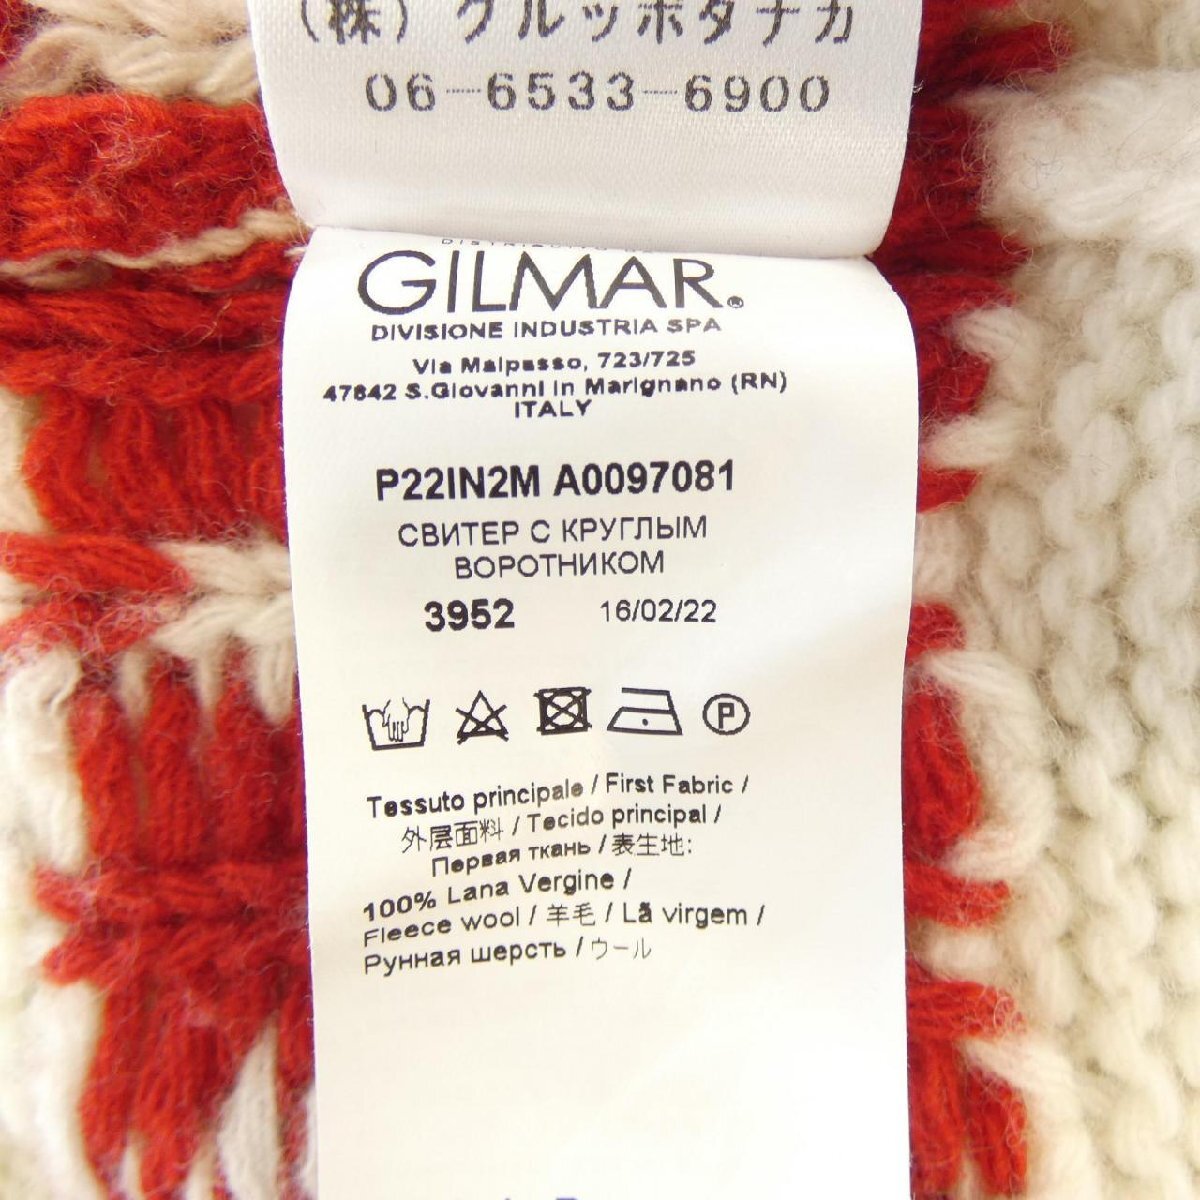 (株) グルッポタナカ
06-6533-6900
GILMAR.®
DIVISIONE INDUSTRIA SPA
Via Malpasso, 723/725
47842 S.Giovanni in Marignano (RN)
ITALY
P22IN2M A0097081
СВИТЕР С КРУГЛЫМ
ВОРОТНИКОМ
3952 16/02/22
P
Tessuto principale / First Fabric /
外层面料 / Tecido principal /
Первая ткань / 表生地:
100% Lana Vergine /
Fleece wool / 羊毛 / Lã virgem /
Рунная шерсть / ウール